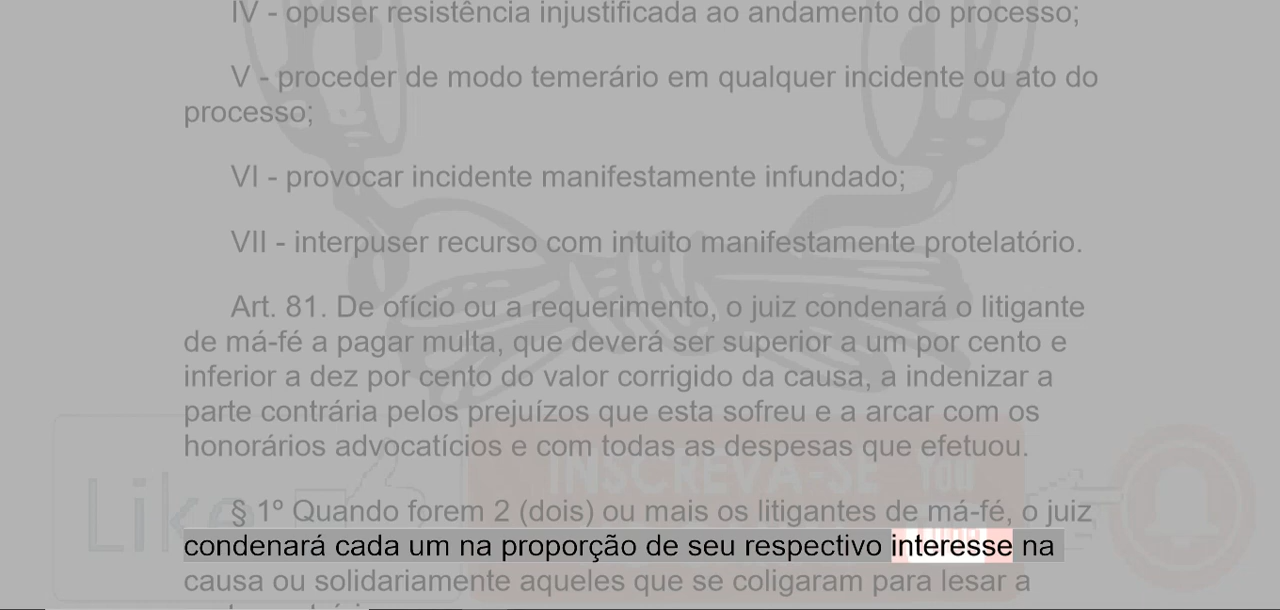 IV - opuser resistência injustificada ao andamento do processo;
V - proceder de modo temerário em qualquer incidente ou ato do
processo;
VI - provocar incidente manifestamente infundado;
VII - interpuser recurso com intuito manifestamente protelatório.
Art. 81. De ofício ou a requerimento, o juiz condenará o litigante
de má-fé a pagar multa, que deverá ser superior a um por cento e
inferior a dez por cento do valor corrigido da causa, a indenizar a
parte contrária pelos prejuízos que esta sofreu e a arcar com os
honorários advocatícios e com todas as despesas que efetuou.
INSCREVA-SE You
Like
§ 1º Quando forem 2 (dois) ou mais os litigantes de má-fé, o juiz
condenará cada um na proporção de seu respectivo interesse na
causa ou solidariamente aqueles que se coligaram para lesar a